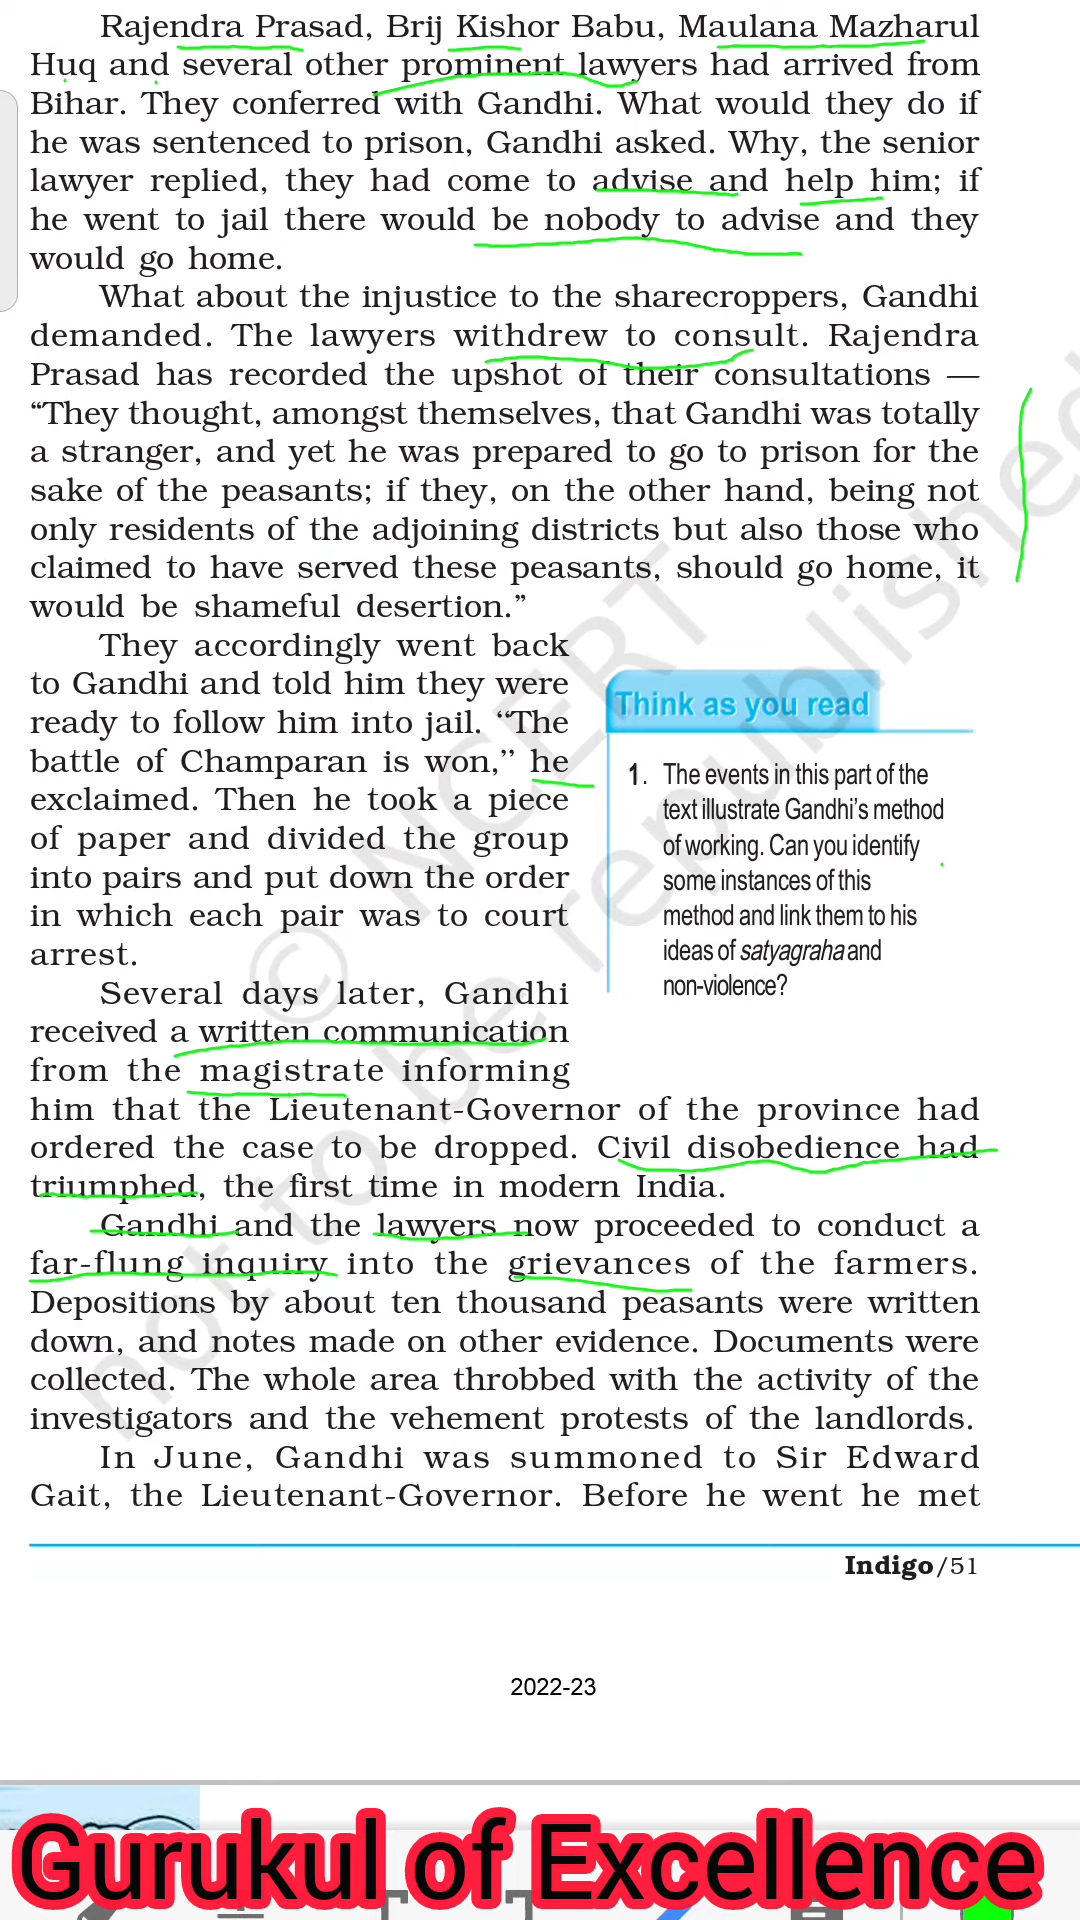 Rajendra Prasad, Brij Kishor Babu, Maulana Mazharul
Huq and several other prominent lawyers had arrived from
Bihar. They conferred with Gandhi. What would they do if
he was sentenced to prison, Gandhi asked. Why, the senior
lawyer replied, they had come to advise and help him; if
he went to jail there would be nobody to advise and they
would go home.
What about the injustice to the sharecroppers, Gandhi
demanded. The lawyers withdrew to consult. Rajendra
Prasad has recorded the upshot of their consultations —
“They thought, amongst themselves, that Gandhi was totally
a stranger, and yet he was prepared to go to prison for the
sake of the peasants; if they, on the other hand, being not
only residents of the adjoining districts but also those who
claimed to have served these peasants, should go home, it
would be shameful desertion.”
They accordingly went back
to Gandhi and told him they were
ready to follow him into jail. ‘‘The
battle of Champaran is won,’’ he
exclaimed. Then he took a piece
of paper and divided the group
into pairs and put down the order
in which each pair was to court
arrest.
Several days later, Gandhi
received a written communication
from the magistrate informing
him that the Lieutenant-Governor of the province had
ordered the case to be dropped. Civil disobedience had
triumphed, the first time in modern India.
Gandhi and the lawyers now proceeded to conduct a
far-flung inquiry into the grievances of the farmers.
Depositions by about ten thousand peasants were written
down, and notes made on other evidence. Documents were
collected. The whole area throbbed with the activity of the
investigators and the vehement protests of the landlords.
In June, Gandhi was summoned to Sir Edward
Gait, the Lieutenant-Governor. Before he went he met
Think as you read
1. The events in this part of the
text illustrate Gandhi’s method
of working. Can you identify
some instances of this
method and link them to his
ideas of satyagraha and
non-violence?
© NCERT
not to be republished
Indigo/51
2022-23
Gurukul of Excellence